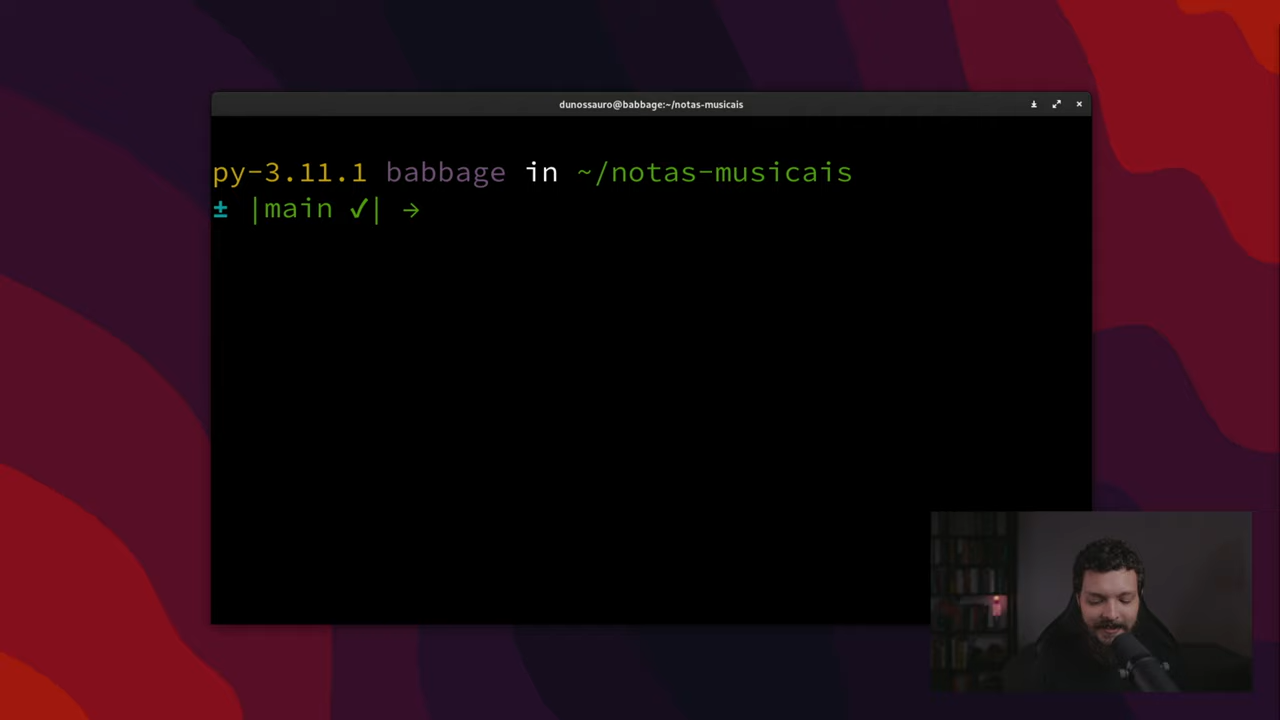 dunossauro@babbage:~/notas-musicais
py-3.11.1 babbage in ~/notas-musicais
± |main ✓| →